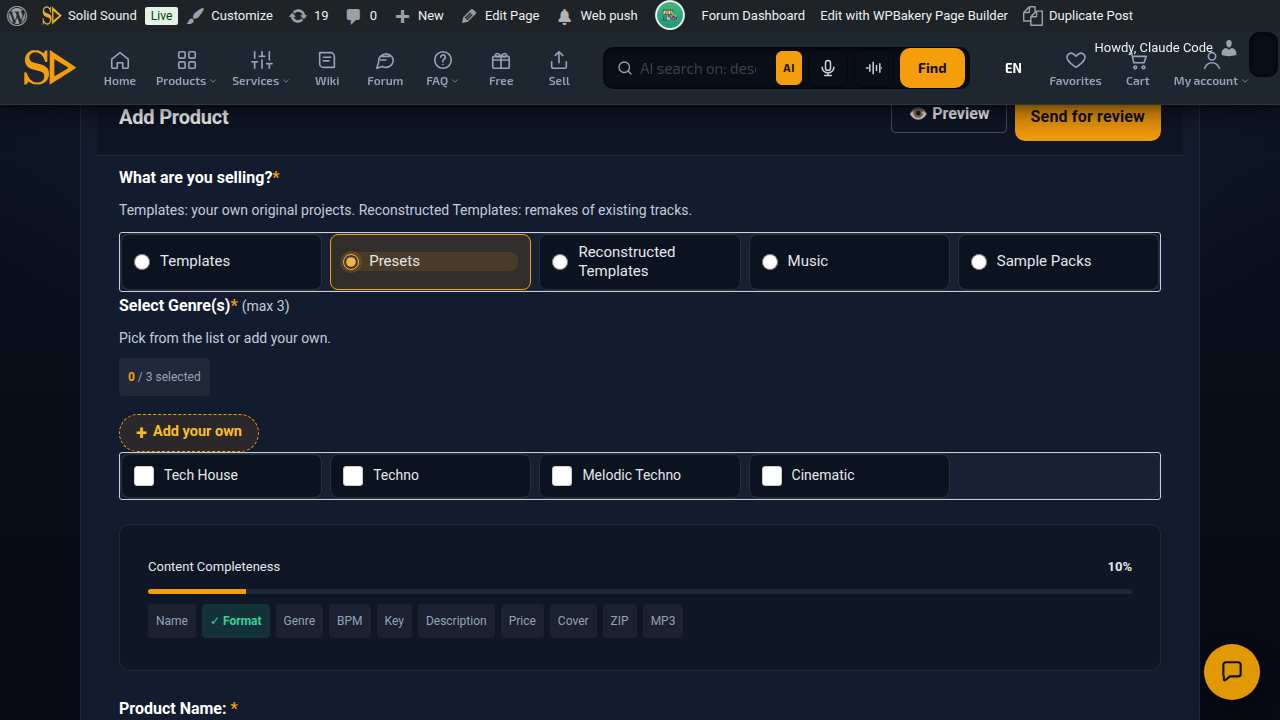 Solid Sound Live Customize 19 0 New Edit Page Web push Forum Dashboard Edit with WPBakery Page Builder Duplicate Post
Howdy, Claude Code
Home Products Services Wiki Forum FAQ Free Sell
AI search on: des
AI
Find
EN
Favorites Cart My account
Add Product
Preview
Send for review
What are you selling?*
Templates: your own original projects. Reconstructed Templates: remakes of existing tracks.
Templates
Presets
Reconstructed
Templates
Music
Sample Packs
Select Genre(s)* (max 3)
Pick from the list or add your own.
0 / 3 selected
+ Add your own
Tech House
Techno
Melodic Techno
Cinematic
Content Completeness 10%
Name ✓ Format Genre BPM Key Description Price Cover ZIP MP3
Product Name: *